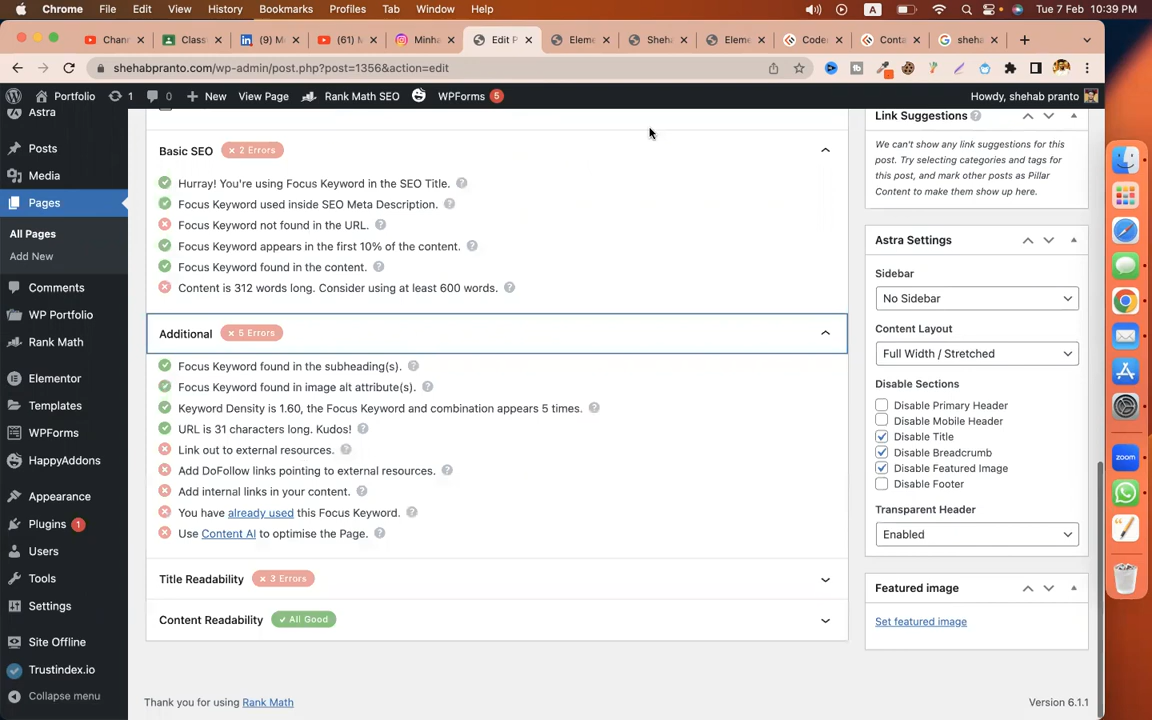 Chrome File Edit View History Bookmarks Profiles Tab Window Help A Tue 7 Feb 10:39 PM
Chann Class in (9) M (61) M Minha Edit P Eleme Sheha Eleme Coder Conta sheha
shehabpranto.com/wp-admin/post.php?post=1356&action=edit
Portfolio 1 0 New View Page Rank Math SEO WPForms 5 Howdy, shehab pranto
Astra
Posts
Media
Pages
All Pages
Add New
Comments
WP Portfolio
Rank Math
Elementor
Templates
WPForms
HappyAddons
Appearance
Plugins 1
Users
Tools
Settings
Site Offline
Trustindex.io
Collapse menu
Basic SEO × 2 Errors
Hurray! You're using Focus Keyword in the SEO Title. ?
Focus Keyword used inside SEO Meta Description. ?
Focus Keyword not found in the URL. ?
Focus Keyword appears in the first 10% of the content. ?
Focus Keyword found in the content. ?
Content is 312 words long. Consider using at least 600 words. ?
Additional × 5 Errors
Focus Keyword found in the subheading(s). ?
Focus Keyword found in image alt attribute(s). ?
Keyword Density is 1.60, the Focus Keyword and combination appears 5 times. ?
URL is 31 characters long. Kudos! ?
Link out to external resources. ?
Add DoFollow links pointing to external resources. ?
Add internal links in your content. ?
You have already used this Focus Keyword. ?
Use Content AI to optimise the Page. ?
Title Readability × 3 Errors
Content Readability ✓ All Good
Thank you for using Rank Math
Link Suggestions ?
We can't show any link suggestions for this
post. Try selecting categories and tags for
this post, and mark other posts as Pillar
Content to make them show up here.
Astra Settings
Sidebar
No Sidebar
Content Layout
Full Width / Stretched
Disable Sections
Disable Primary Header
Disable Mobile Header
Disable Title
Disable Breadcrumb
Disable Featured Image
Disable Footer
Transparent Header
Enabled
Featured image
Set featured image
Version 6.1.1
zoom